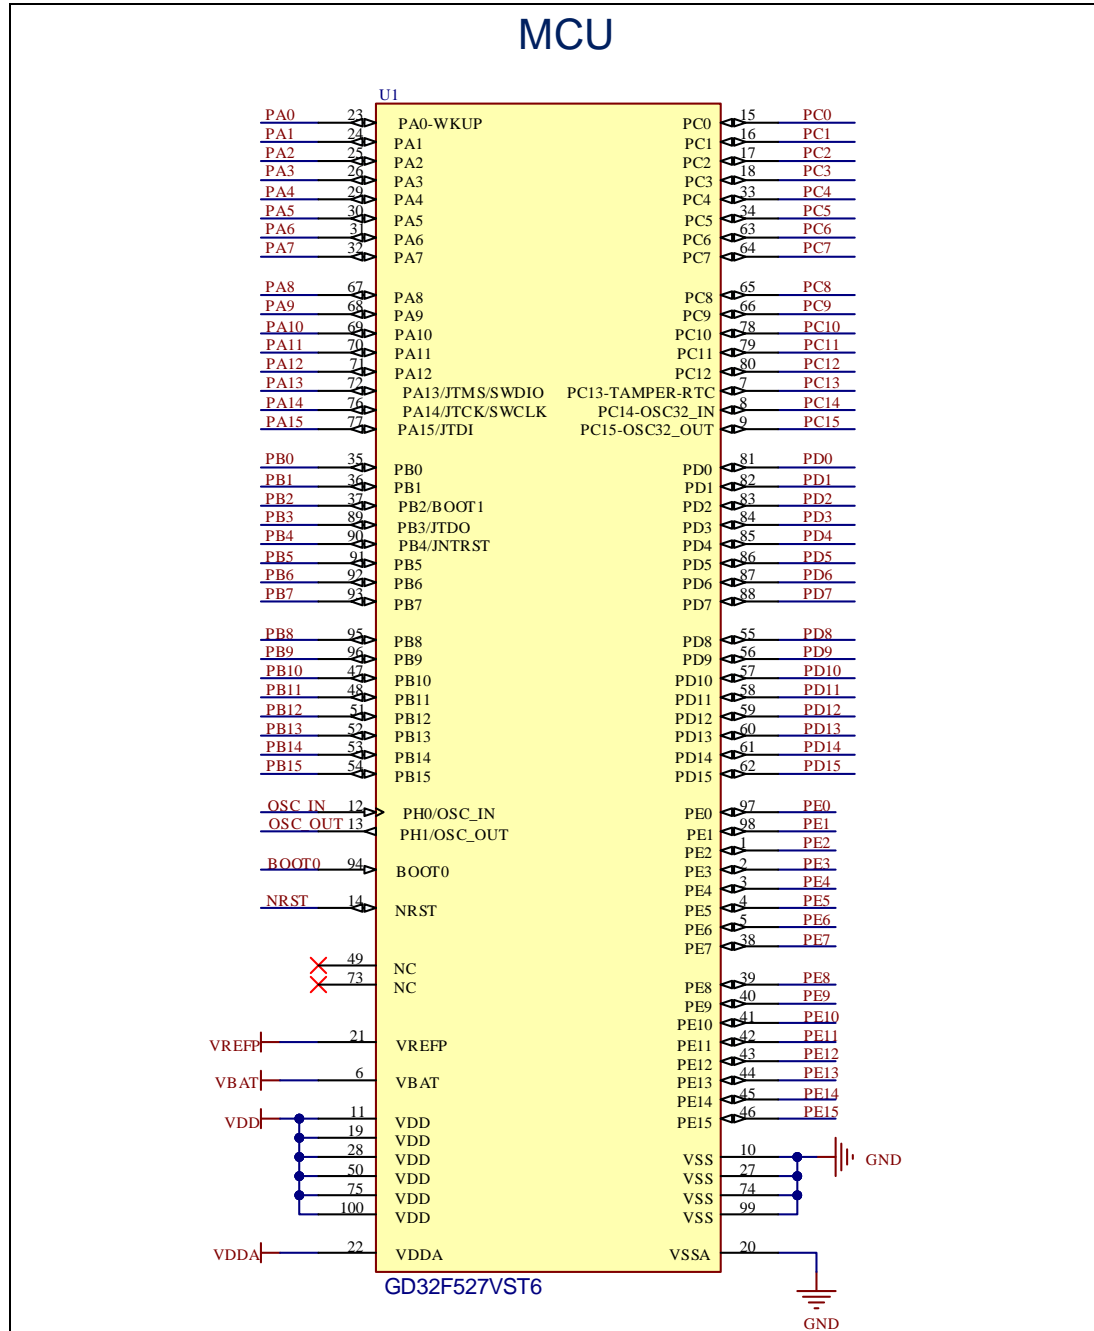 MCU
U1
PA0 23 PA0-WKUP PC0 15 PC0
PA1 24 PA1 PC1 16 PC1
PA2 25 PA2 PC2 17 PC2
PA3 26 PA3 PC3 18 PC3
PA4 29 PA4 PC4 33 PC4
PA5 30 PA5 PC5 34 PC5
PA6 31 PA6 PC6 63 PC6
PA7 32 PA7 PC7 64 PC7
PA8 67 PA8 PC8 65 PC8
PA9 68 PA9 PC9 66 PC9
PA10 69 PA10 PC10 78 PC10
PA11 70 PA11 PC11 79 PC11
PA12 71 PA12 PC12 80 PC12
PA13 72 PA13/JTMS/SWDIO PC13-TAMPER-RTC 7 PC13
PA14 76 PA14/JTCK/SWCLK PC14-OSC32_IN 8 PC14
PA15 77 PA15/JTDI PC15-OSC32_OUT 9 PC15
PB0 35 PB0 PD0 81 PD0
PB1 36 PB1 PD1 82 PD1
PB2 37 PB2/BOOT1 PD2 83 PD2
PB3 89 PB3/JTDO PD3 84 PD3
PB4 90 PB4/JNTRST PD4 85 PD4
PB5 91 PB5 PD5 86 PD5
PB6 92 PB6 PD6 87 PD6
PB7 93 PB7 PD7 88 PD7
PB8 95 PB8 PD8 55 PD8
PB9 96 PB9 PD9 56 PD9
PB10 47 PB10 PD10 57 PD10
PB11 48 PB11 PD11 58 PD11
PB12 51 PB12 PD12 59 PD12
PB13 52 PB13 PD13 60 PD13
PB14 53 PB14 PD14 61 PD14
PB15 54 PB15 PD15 62 PD15
OSC_IN 12 PH0/OSC_IN PE0 97 PE0
OSC_OUT 13 PH1/OSC_OUT PE1 98 PE1
PE2 1 PE2
BOOT0 94 BOOT0 PE3 2 PE3
PE4 3 PE4
NRST 14 NRST PE5 4 PE5
PE6 5 PE6
PE7 38 PE7
49 NC
73 NC PE8 39 PE8
PE9 40 PE9
PE10 41 PE10
VREFP 21 VREFP PE11 42 PE11
PE12 43 PE12
VBAT 6 VBAT PE13 44 PE13
PE14 45 PE14
VDD 11 VDD PE15 46 PE15
19 VDD
28 VDD VSS 10 GND
50 VDD VSS 27
75 VDD VSS 74
100 VDD VSS 99
VDDA 22 VDDA VSSA 20
GD32F527VST6
GND